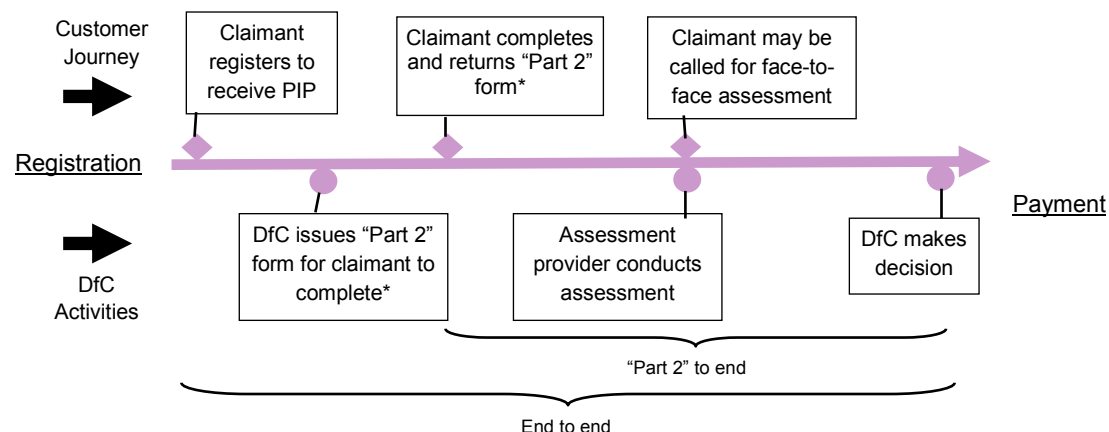 Customer
Journey
Claimant
registers to
receive PIP
Claimant completes
and returns “Part 2”
form*
Claimant may be
called for face-to-
face assessment
Registration
Payment
DfC
Activities
DfC issues “Part 2”
form for claimant to
complete*
Assessment
provider conducts
assessment
DfC makes
decision
“Part 2” to end
End to end